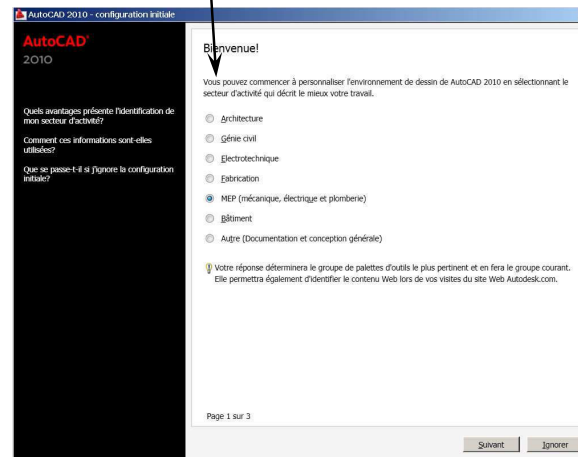 AutoCAD 2010 - configuration initiale
AutoCAD®
2010
Quels avantages présente l'identification de
mon secteur d'activité?
Comment ces informations sont-elles
utilisées?
Que se passe-t-il si j'ignore la configuration
initiale?
Bienvenue!
Vous pouvez commencer à personnaliser l'environnement de dessin de AutoCAD 2010 en sélectionnant le
secteur d'activité qui décrit le mieux votre travail.
Architecture
Génie civil
Electrotechnique
Fabrication
MEP (mécanique, électrique et plomberie)
Bâtiment
Autre (Documentation et conception générale)
Votre réponse déterminera le groupe de palettes d'outils le plus pertinent et en fera le groupe courant.
Elle permettra également d'identifier le contenu Web lors de vos visites du site Web Autodesk.com.
Page 1 sur 3
Suivant
Ignorer